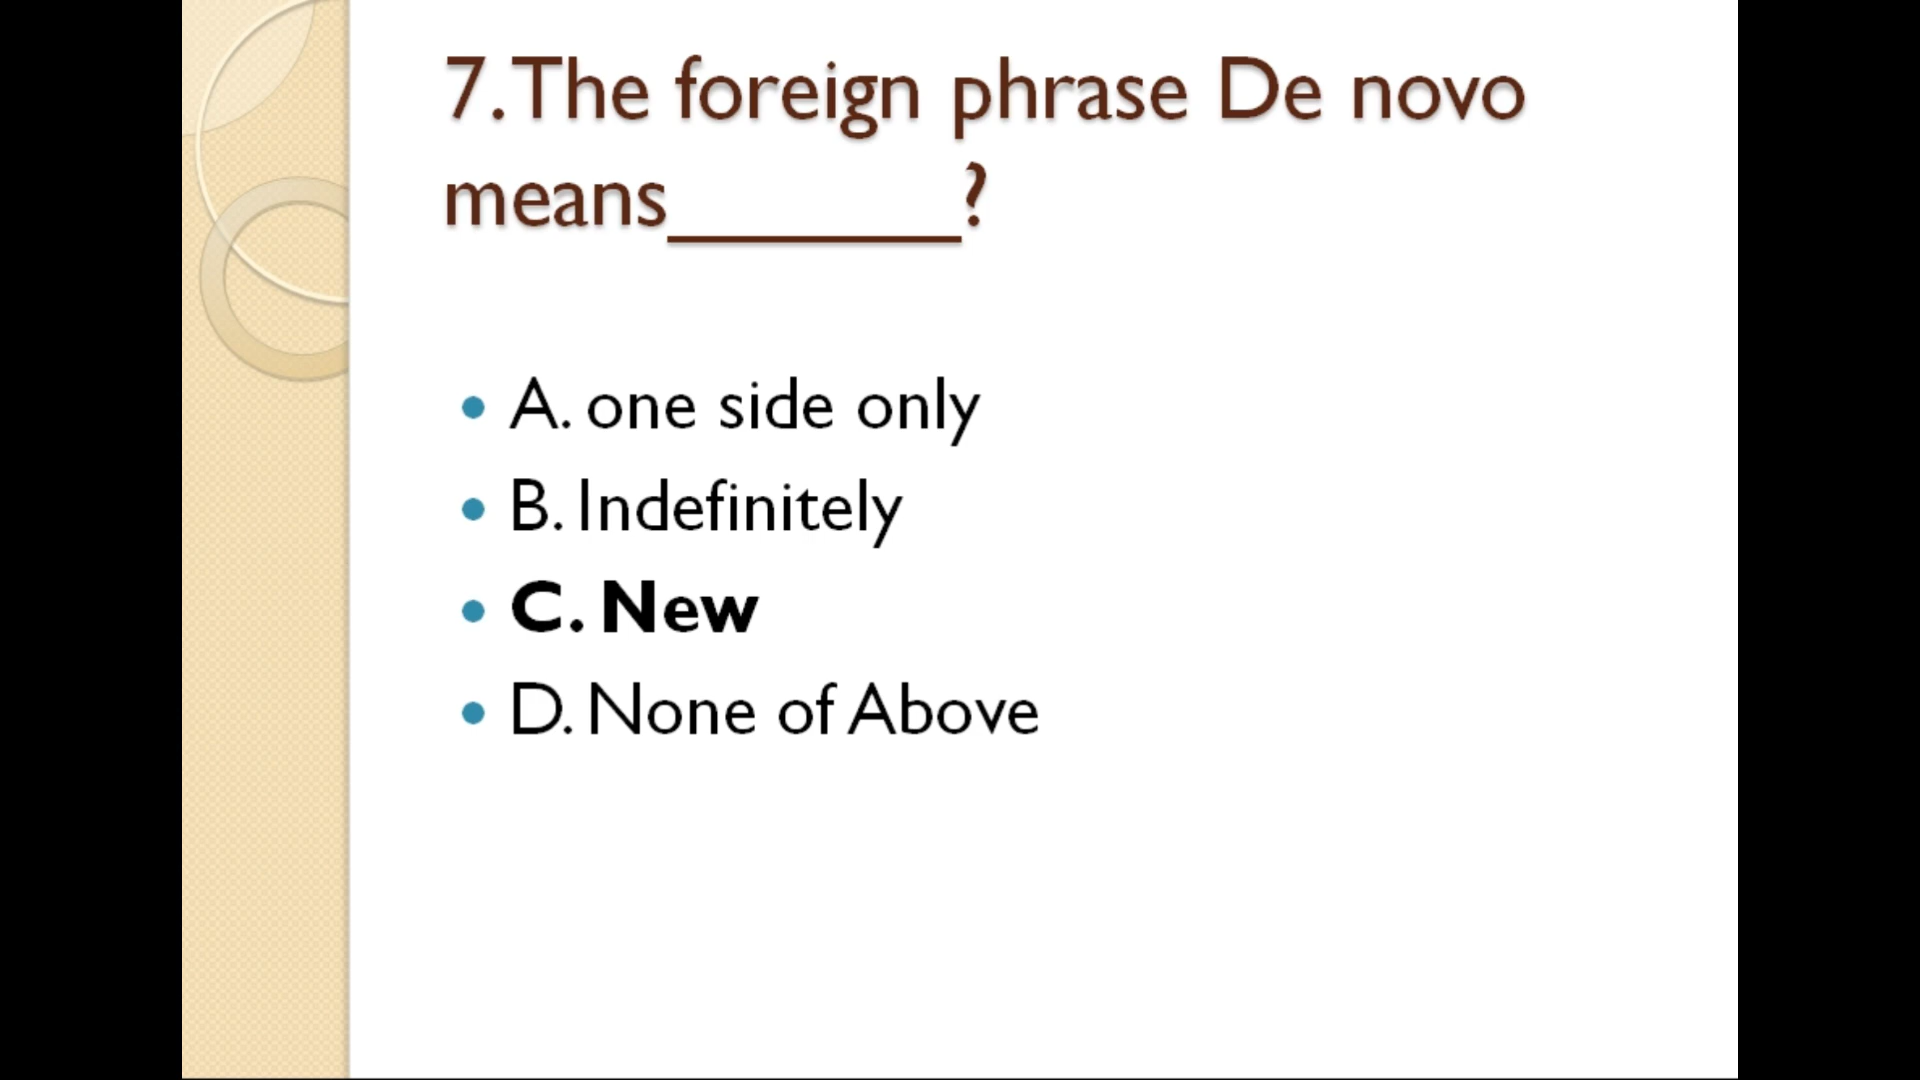 7. The foreign phrase De novo
means_______?
• A. one side only
• B. Indefinitely
• C. New
• D. None of Above